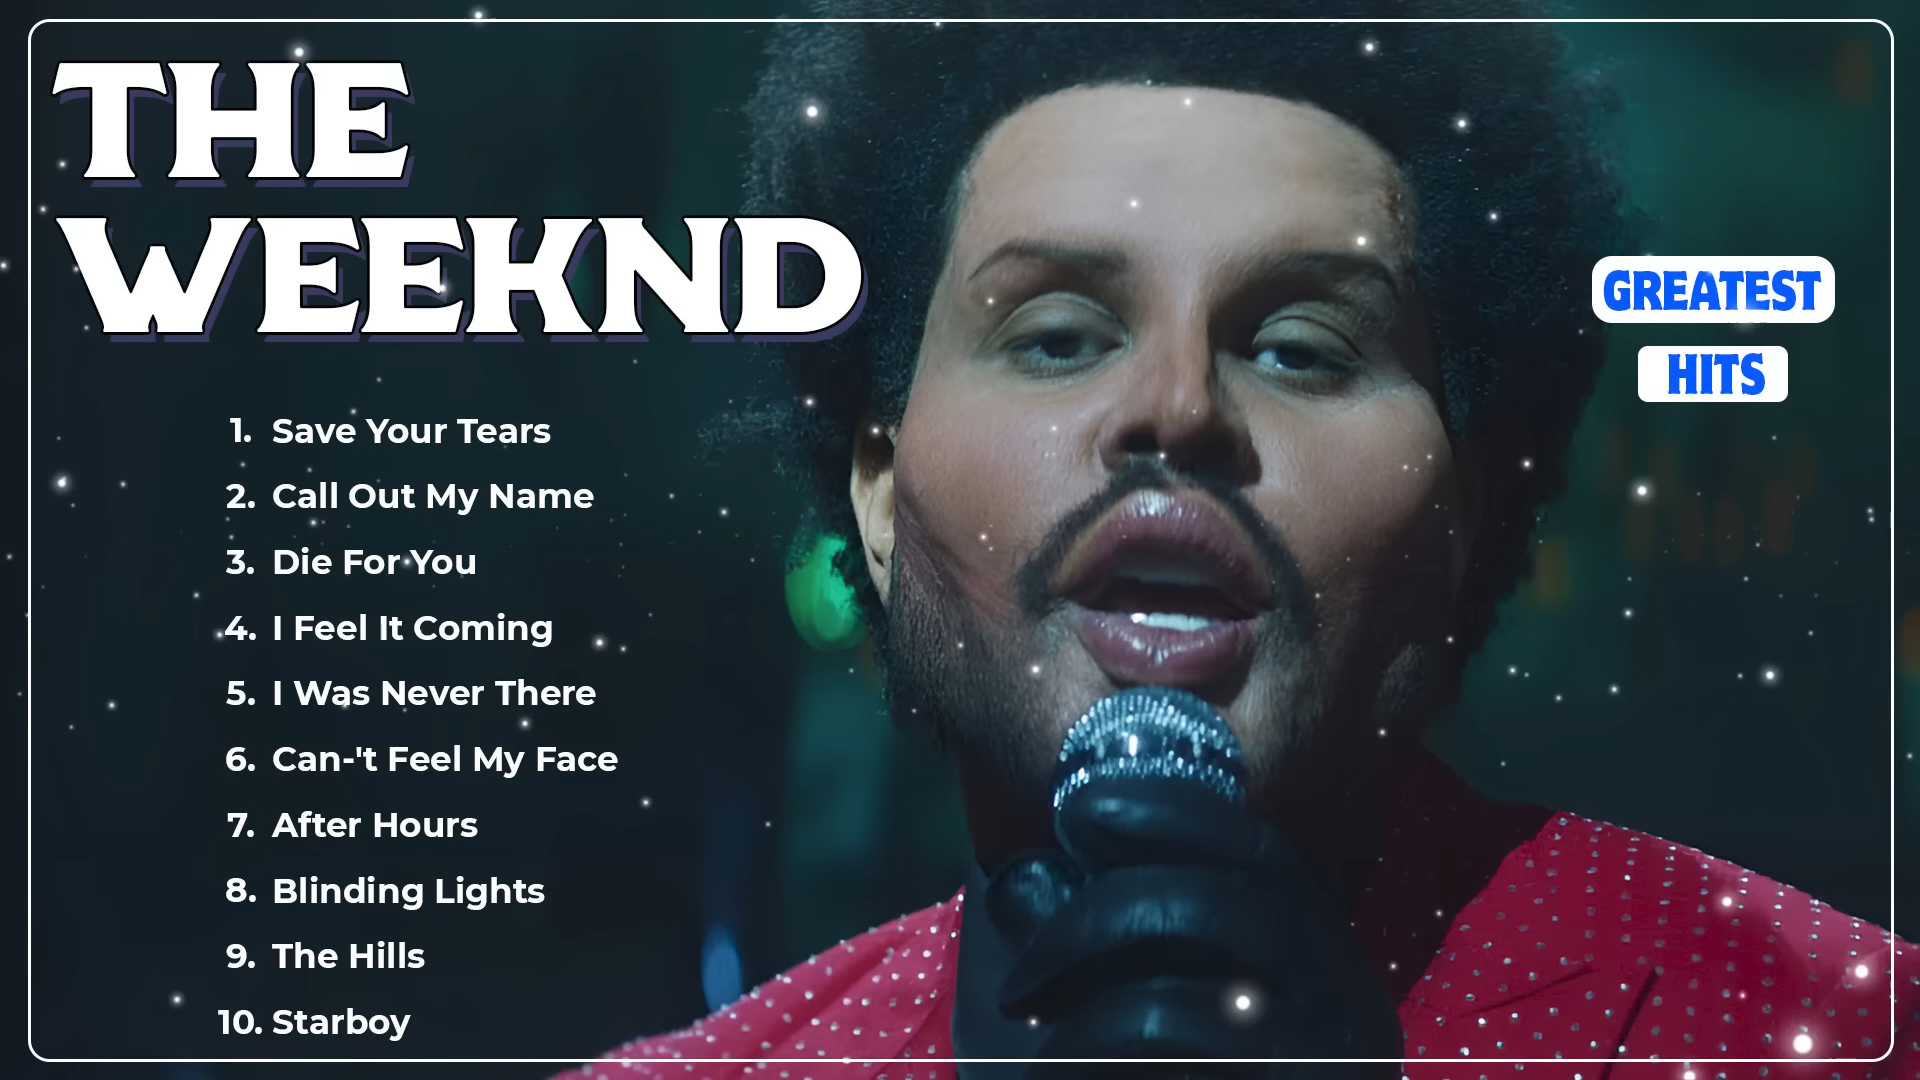 THE
WEEKND
GREATEST
HITS
1. Save Your Tears
2. Call Out My Name
3. Die For You
4. I Feel It Coming
5. I Was Never There
6. Can-'t Feel My Face
7. After Hours
8. Blinding Lights
9. The Hills
10. Starboy